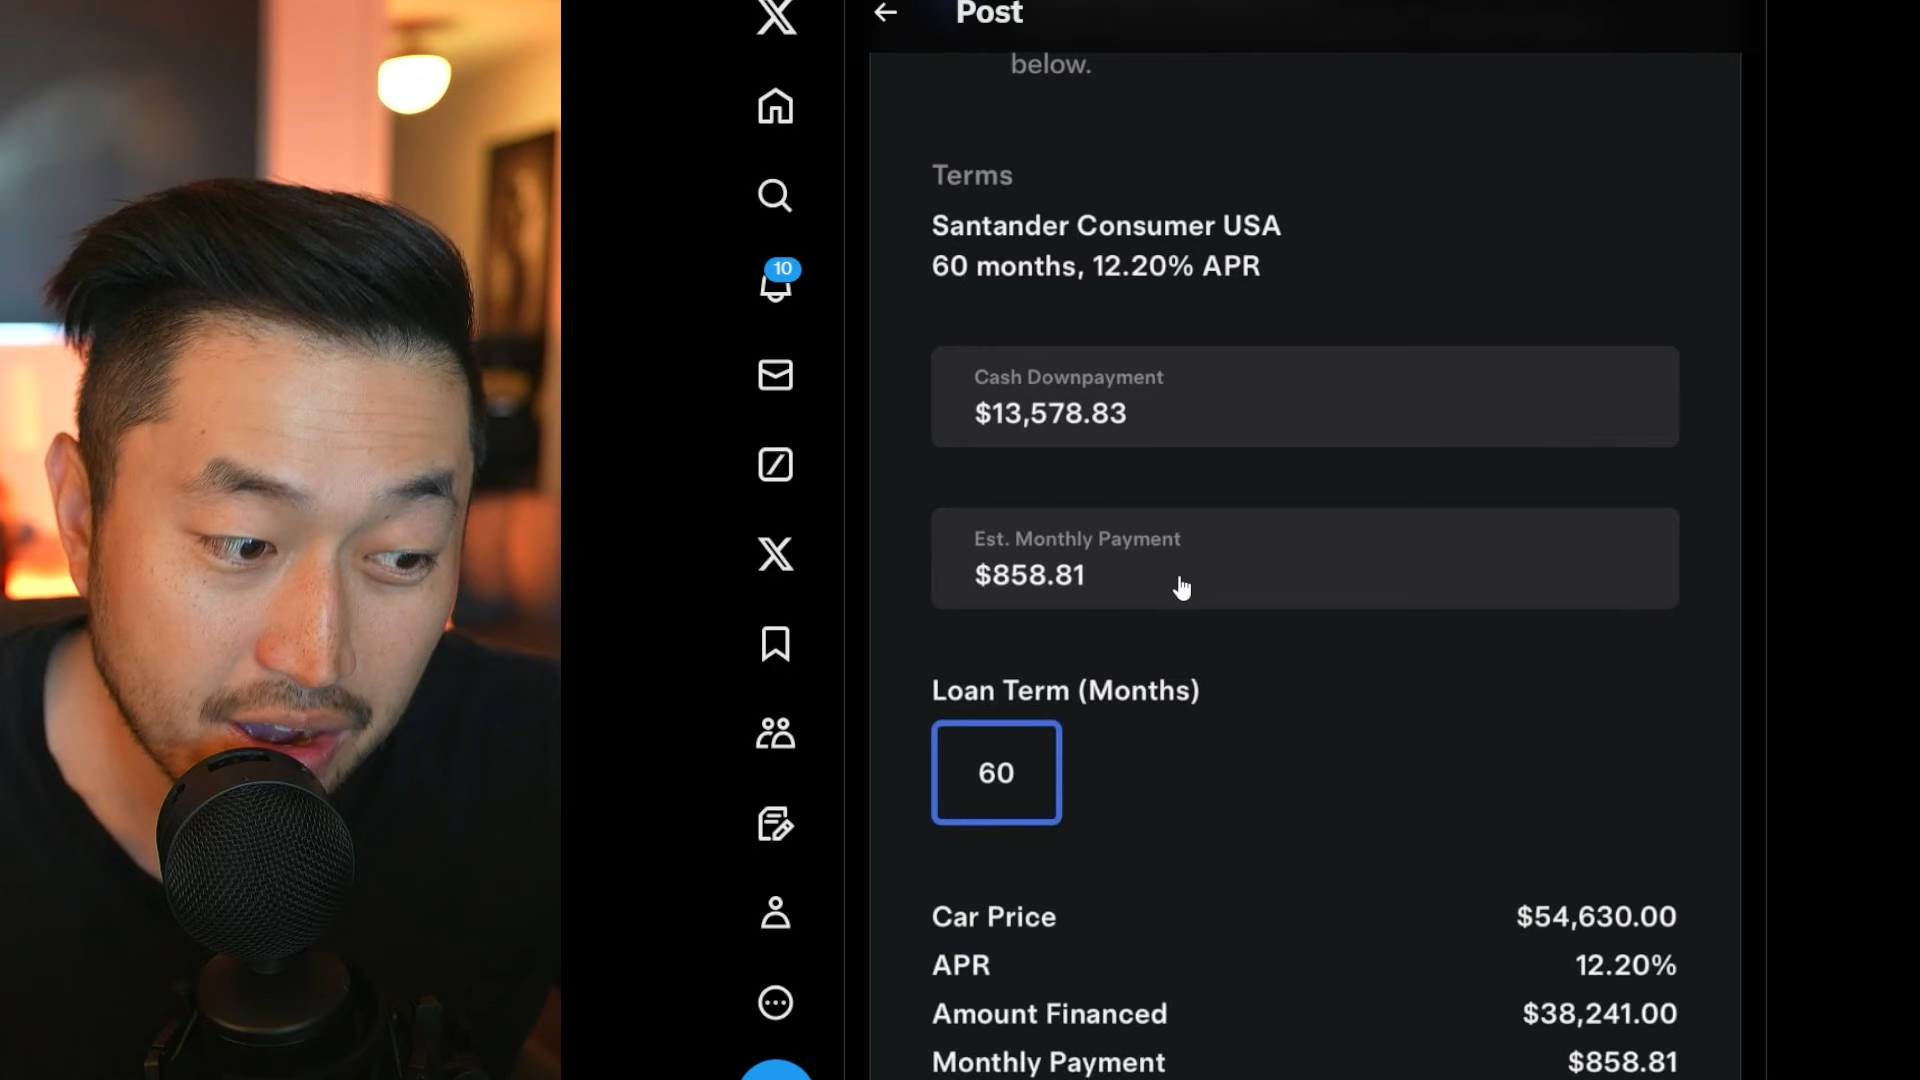 Post
below.
10
Terms
Santander Consumer USA
60 months, 12.20% APR
Cash Downpayment
$13,578.83
Est. Monthly Payment
$858.81
Loan Term (Months)
60
Car Price $54,630.00
APR 12.20%
Amount Financed $38,241.00
Monthly Payment $858.81